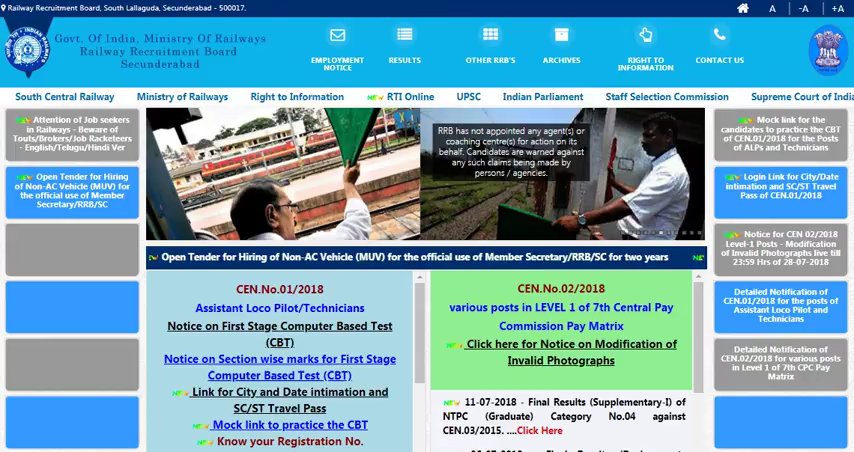 Railway Recruitment Board, South Lallaguda, Secunderabad - 500017.
A
-A
+A
Govt. Of India, Ministry Of Railways
Railway Recruitment Board
Secunderabad
EMPLOYMENT
NOTICE
RESULTS
OTHER RRB'S
ARCHIVES
RIGHT TO
INFORMATION
CONTACT US
South Central Railway
Ministry of Railways
Right to Information
NEW RTI Online
UPSC
Indian Parliament
Staff Selection Commission
Supreme Court of India
NEW Attention of Job seekers
in Railways - Beware of
Touts/Brokers/Job Racketeers
- English/Telugu/Hindi Ver
NEW Open Tender for Hiring
of Non-AC Vehicle (MUV) for
the official use of Member
Secretary/RRB/SC
RRB has not appointed any agent(s) or
coaching centre(s) for action on its
behalf. Candidates are warned against
any such claims being made by
persons / agencies.
Open Tender for Hiring of Non-AC Vehicle (MUV) for the official use of Member Secretary/RRB/SC for two years
CEN.No.01/2018
Assistant Loco Pilot/Technicians
Notice on First Stage Computer Based Test
(CBT)
Notice on Section wise marks for First Stage
Computer Based Test (CBT)
NEW Link for City and Date intimation and
SC/ST Travel Pass
NEW Mock link to practice the CBT
NEW Know your Registration No.
CEN.No.02/2018
various posts in LEVEL 1 of 7th Central Pay
Commission Pay Matrix
NEW Click here for Notice on Modification of
Invalid Photographs
NEW 11-07-2018 - Final Results (Supplementary-I) of
NTPC (Graduate) Category No.04 against
CEN.03/2015. ....Click Here
NEW Mock link for the
candidates to practice the CBT
of CEN.01/2018 for the Posts
of ALPs and Technicians
NEW Login Link for City/Date
intimation and SC/ST Travel
Pass of CEN.01/2018
NEW Notice for CEN 02/2018
Level-1 Posts - Modification
of Invalid Photographs live till
23:59 Hrs of 28-07-2018
Detailed Notification of
CEN.01/2018 for the posts of
Assistant Loco Pilot and
Technicians
Detailed Notification of
CEN.02/2018 for various posts
in Level 1 of 7th CPC Pay
Matrix